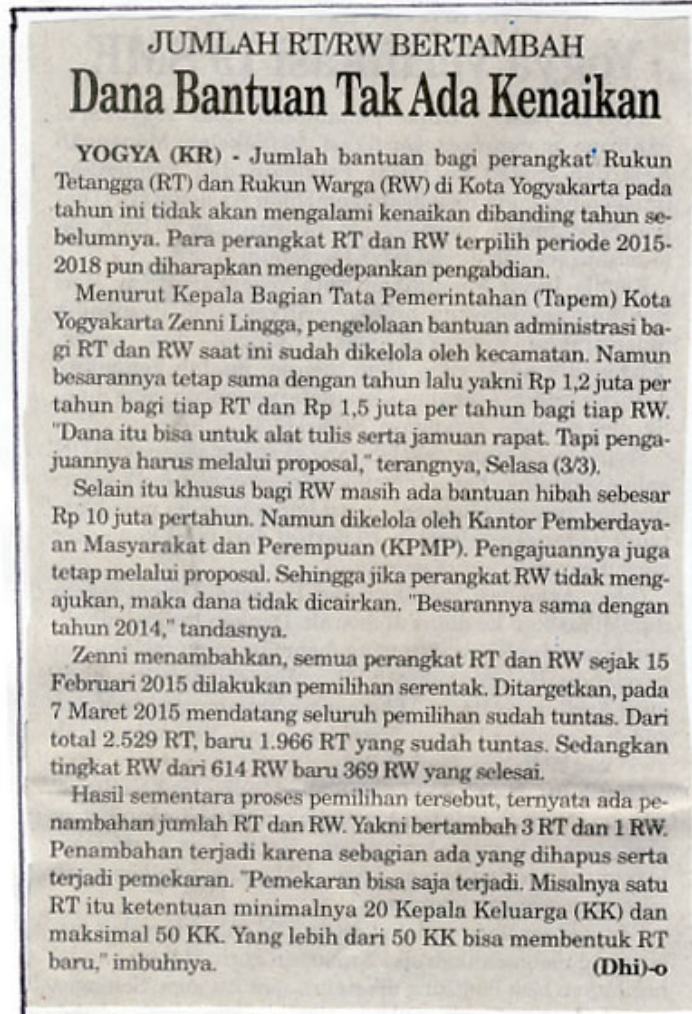 JUMLAH RT/RW BERTAMBAH
Dana Bantuan Tak Ada Kenaikan
YOGYA (KR) - Jumlah bantuan bagi perangkat Rukun
Tetangga (RT) dan Rukun Warga (RW) di Kota Yogyakarta pada
tahun ini tidak akan mengalami kenaikan dibanding tahun se-
belumnya. Para perangkat RT dan RW terpilih periode 2015-
2018 pun diharapkan mengedepankan pengabdian.
Menurut Kepala Bagian Tata Pemerintahan (Tapem) Kota
Yogyakarta Zenni Lingga, pengelolaan bantuan administrasi ba-
gi RT dan RW saat ini sudah dikelola oleh kecamatan. Namun
besarannya tetap sama dengan tahun lalu yakni Rp 1,2 juta per
tahun bagi tiap RT dan Rp 1,5 juta per tahun bagi tiap RW.
"Dana itu bisa untuk alat tulis serta jamuan rapat. Tapi penga-
juannya harus melalui proposal," terangnya, Selasa (3/3).
Selain itu khusus bagi RW masih ada bantuan hibah sebesar
Rp 10 juta pertahun. Namun dikelola oleh Kantor Pemberdaya-
an Masyarakat dan Perempuan (KPMP). Pengajuannya juga
tetap melalui proposal. Sehingga jika perangkat RW tidak meng-
ajukan, maka dana tidak dicairkan. "Besarannya sama dengan
tahun 2014," tandasnya.
Zenni menambahkan, semua perangkat RT dan RW sejak 15
Februari 2015 dilakukan pemilihan serentak. Ditargetkan, pada
7 Maret 2015 mendatang seluruh pemilihan sudah tuntas. Dari
total 2.529 RT, baru 1.966 RT yang sudah tuntas. Sedangkan
tingkat RW dari 614 RW baru 369 RW yang selesai.
Hasil sementara proses pemilihan tersebut, ternyata ada pe-
nambahan jumlah RT dan RW. Yakni bertambah 3 RT dan 1 RW.
Penambahan terjadi karena sebagian ada yang dihapus serta
terjadi pemekaran. "Pemekaran bisa saja terjadi. Misalnya satu
RT itu ketentuan minimalnya 20 Kepala Keluarga (KK) dan
maksimal 50 KK. Yang lebih dari 50 KK bisa membentuk RT
baru," imbuhnya. (Dhi)-o